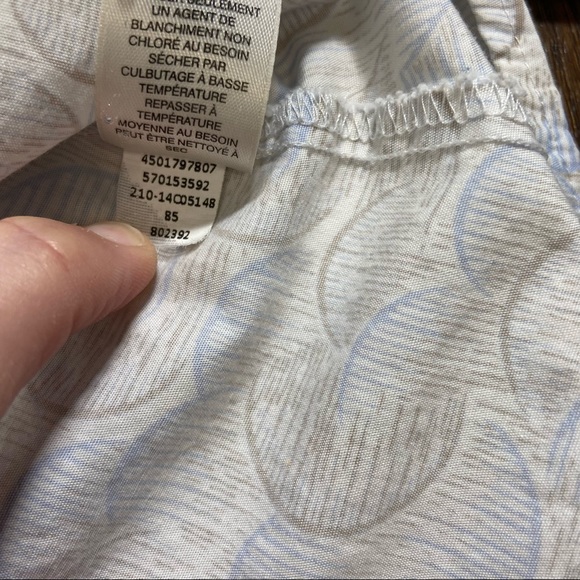 SEULEMENT
UN AGENT DE
BLANCHIMENT NON
CHLORÉ AU BESOIN
SÉCHER PAR
CULBUTAGE À BASSE
TEMPÉRATURE
REPASSER À
TEMPÉRATURE
MOYENNE AU BESOIN
PEUT ÊTRE NETTOYÉ À
SEC
4501797807
570153592
210-14C05148
85
802392